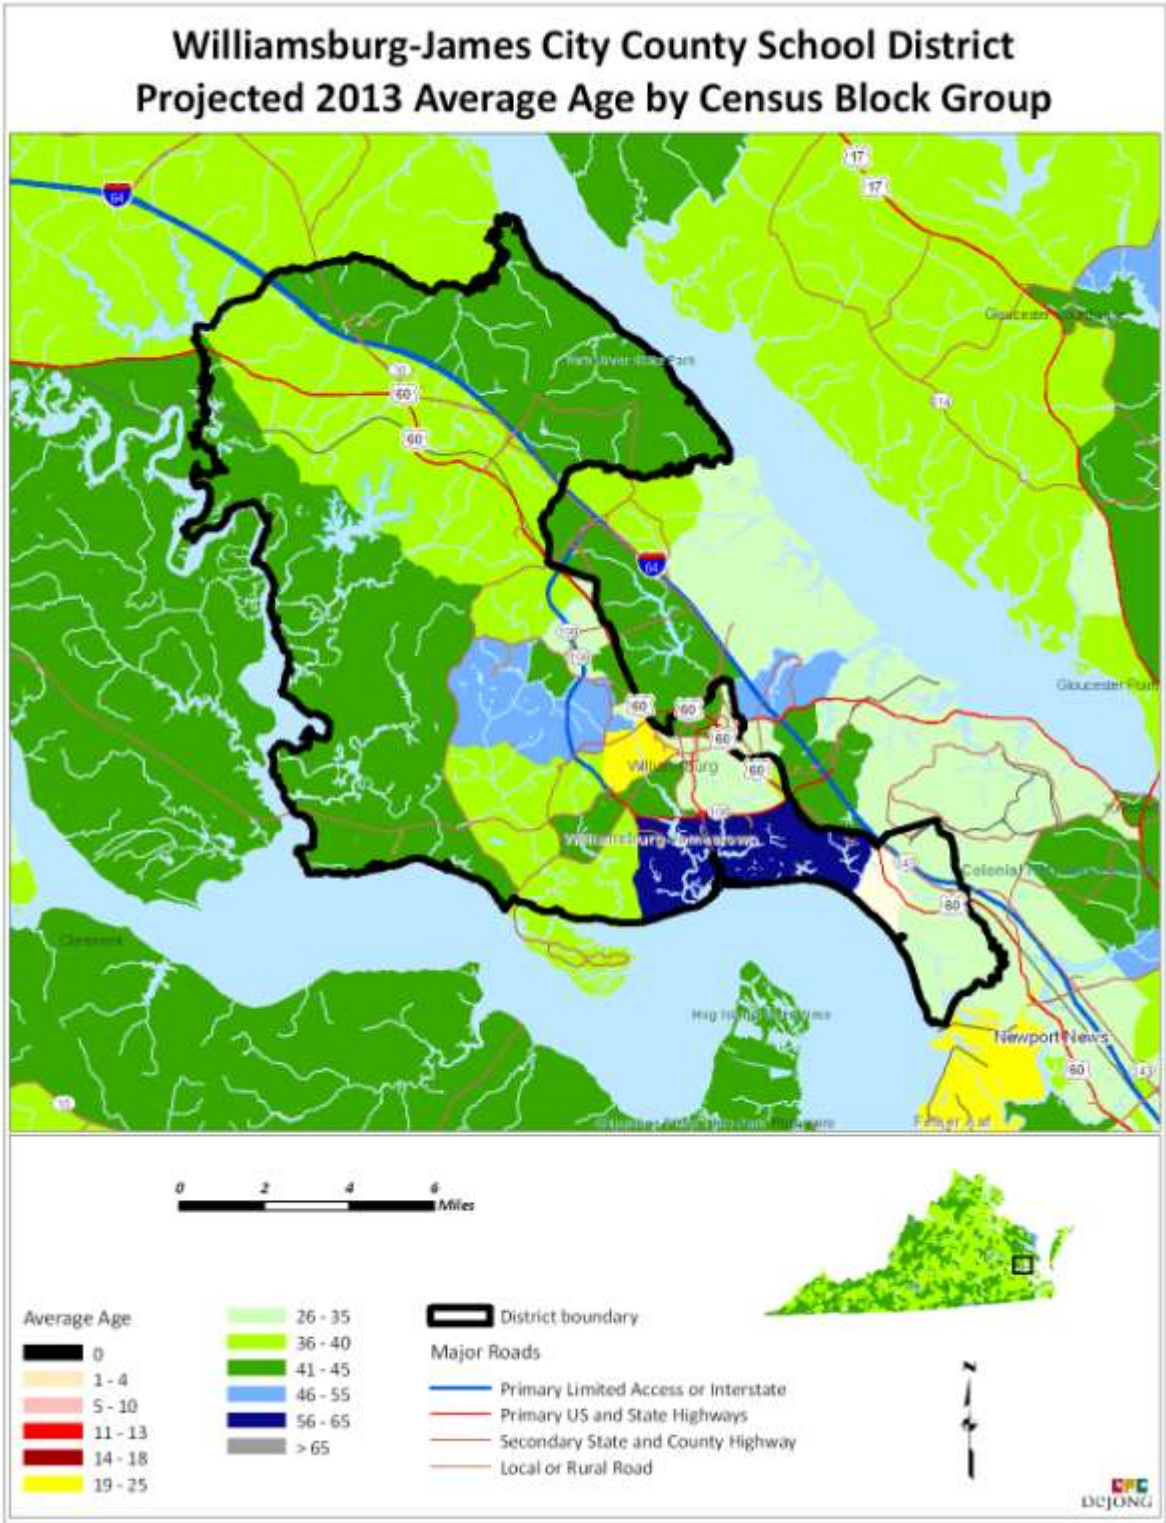 Williamsburg-James City County School District
Projected 2013 Average Age by Census Block Group
64
17
17
60
60
64
60
60
60
60
Williamsburg
Gloucester Point
143
60
Claremont
Newport News
60
143
10
0 2 4 6
Miles
Average Age
0
1 - 4
5 - 10
11 - 13
14 - 18
19 - 25
26 - 35
36 - 40
41 - 45
46 - 55
56 - 65
> 65
District boundary
Major Roads
Primary Limited Access or Interstate
Primary US and State Highways
Secondary State and County Highway
Local or Rural Road
N
DEJONG